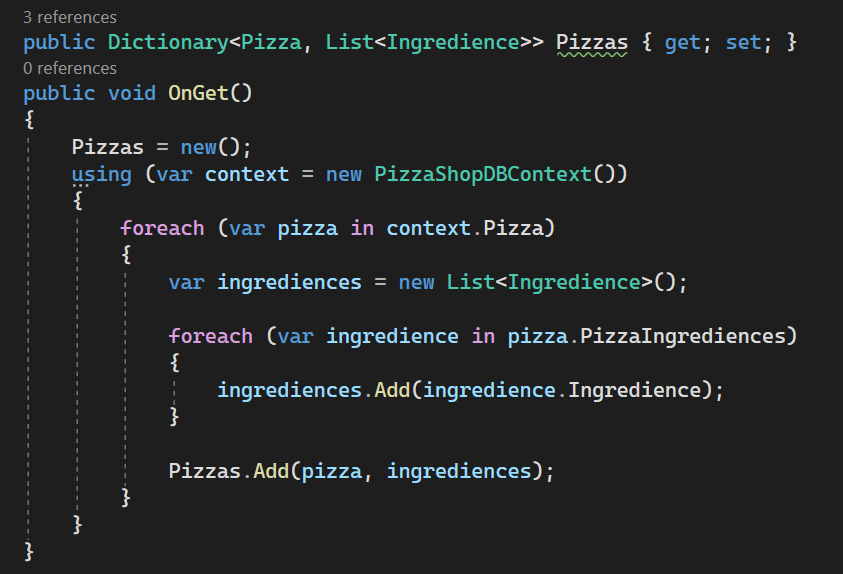 3 references
public Dictionary<Pizza, List<Ingredience>> Pizzas { get; set; }
0 references
public void OnGet()
{
Pizzas = new();
using (var context = new PizzaShopDBContext())
{
foreach (var pizza in context.Pizza)
{
var ingrediences = new List<Ingredience>();
foreach (var ingredience in pizza.PizzaIngrediences)
{
ingrediences.Add(ingredience.Ingredience);
}
Pizzas.Add(pizza, ingrediences);
}
}
}